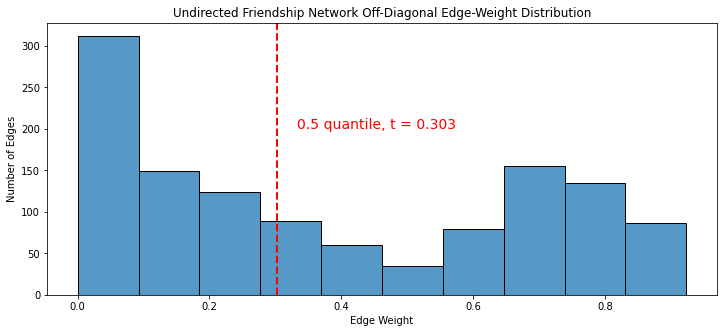 Undirected Friendship Network Off-Diagonal Edge-Weight Distribution
Number of Edges
300
250
200
150
100
50
0
0.5 quantile, t = 0.303
0.0 0.2 0.4 0.6 0.8
Edge Weight